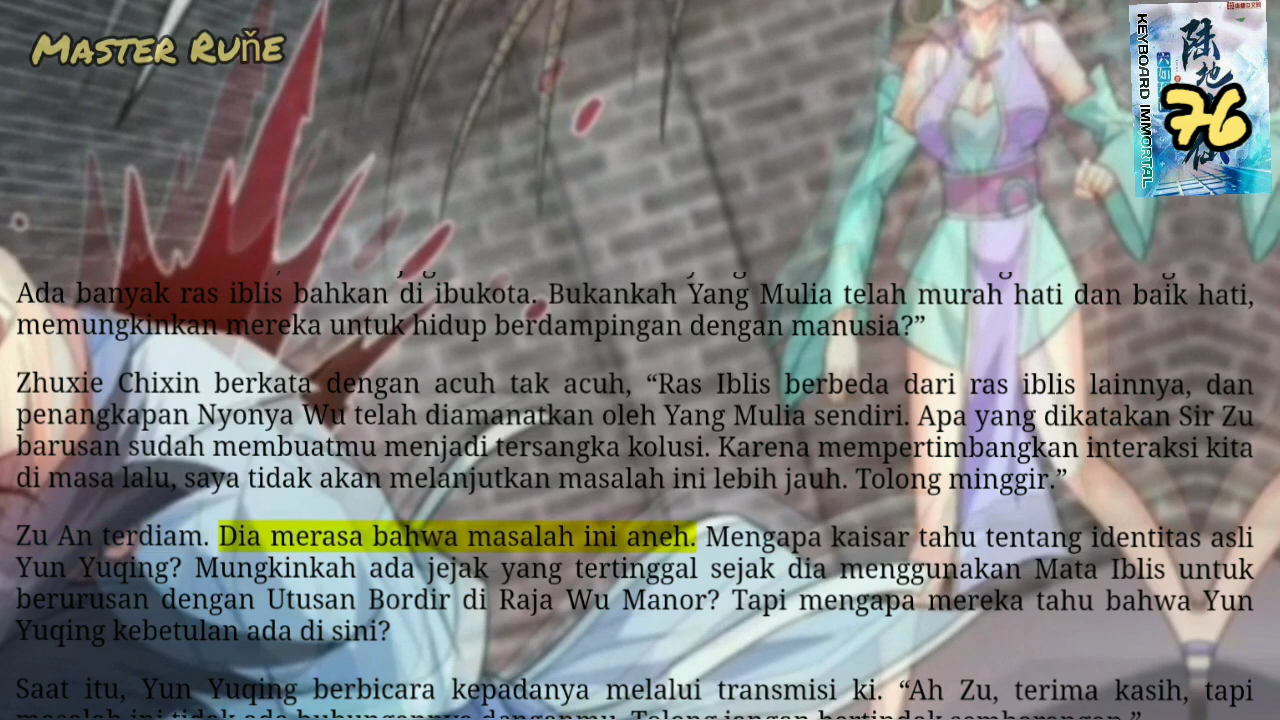 MASTER RUňE
KEYBOARD IMMORTAL
76
Ada banyak ras iblis bahkan di ibukota. Bukankah Yang Mulia telah murah hati dan baik hati,
memungkinkan mereka untuk hidup berdampingan dengan manusia?”
Zhuxie Chixin berkata dengan acuh tak acuh, “Ras Iblis berbeda dari ras iblis lainnya, dan
penangkapan Nyonya Wu telah diamanatkan oleh Yang Mulia sendiri. Apa yang dikatakan Sir Zu
barusan sudah membuatmu menjadi tersangka kolusi. Karena mempertimbangkan interaksi kita
di masa lalu, saya tidak akan melanjutkan masalah ini lebih jauh. Tolong minggir.”
Zu An terdiam. Dia merasa bahwa masalah ini aneh. Mengapa kaisar tahu tentang identitas asli
Yun Yuqing? Mungkinkah ada jejak yang tertinggal sejak dia menggunakan Mata Iblis untuk
berurusan dengan Utusan Bordir di Raja Wu Manor? Tapi mengapa mereka tahu bahwa Yun
Yuqing kebetulan ada di sini?
Saat itu, Yun Yuqing berbicara kepadanya melalui transmisi ki. “Ah Zu, terima kasih, tapi